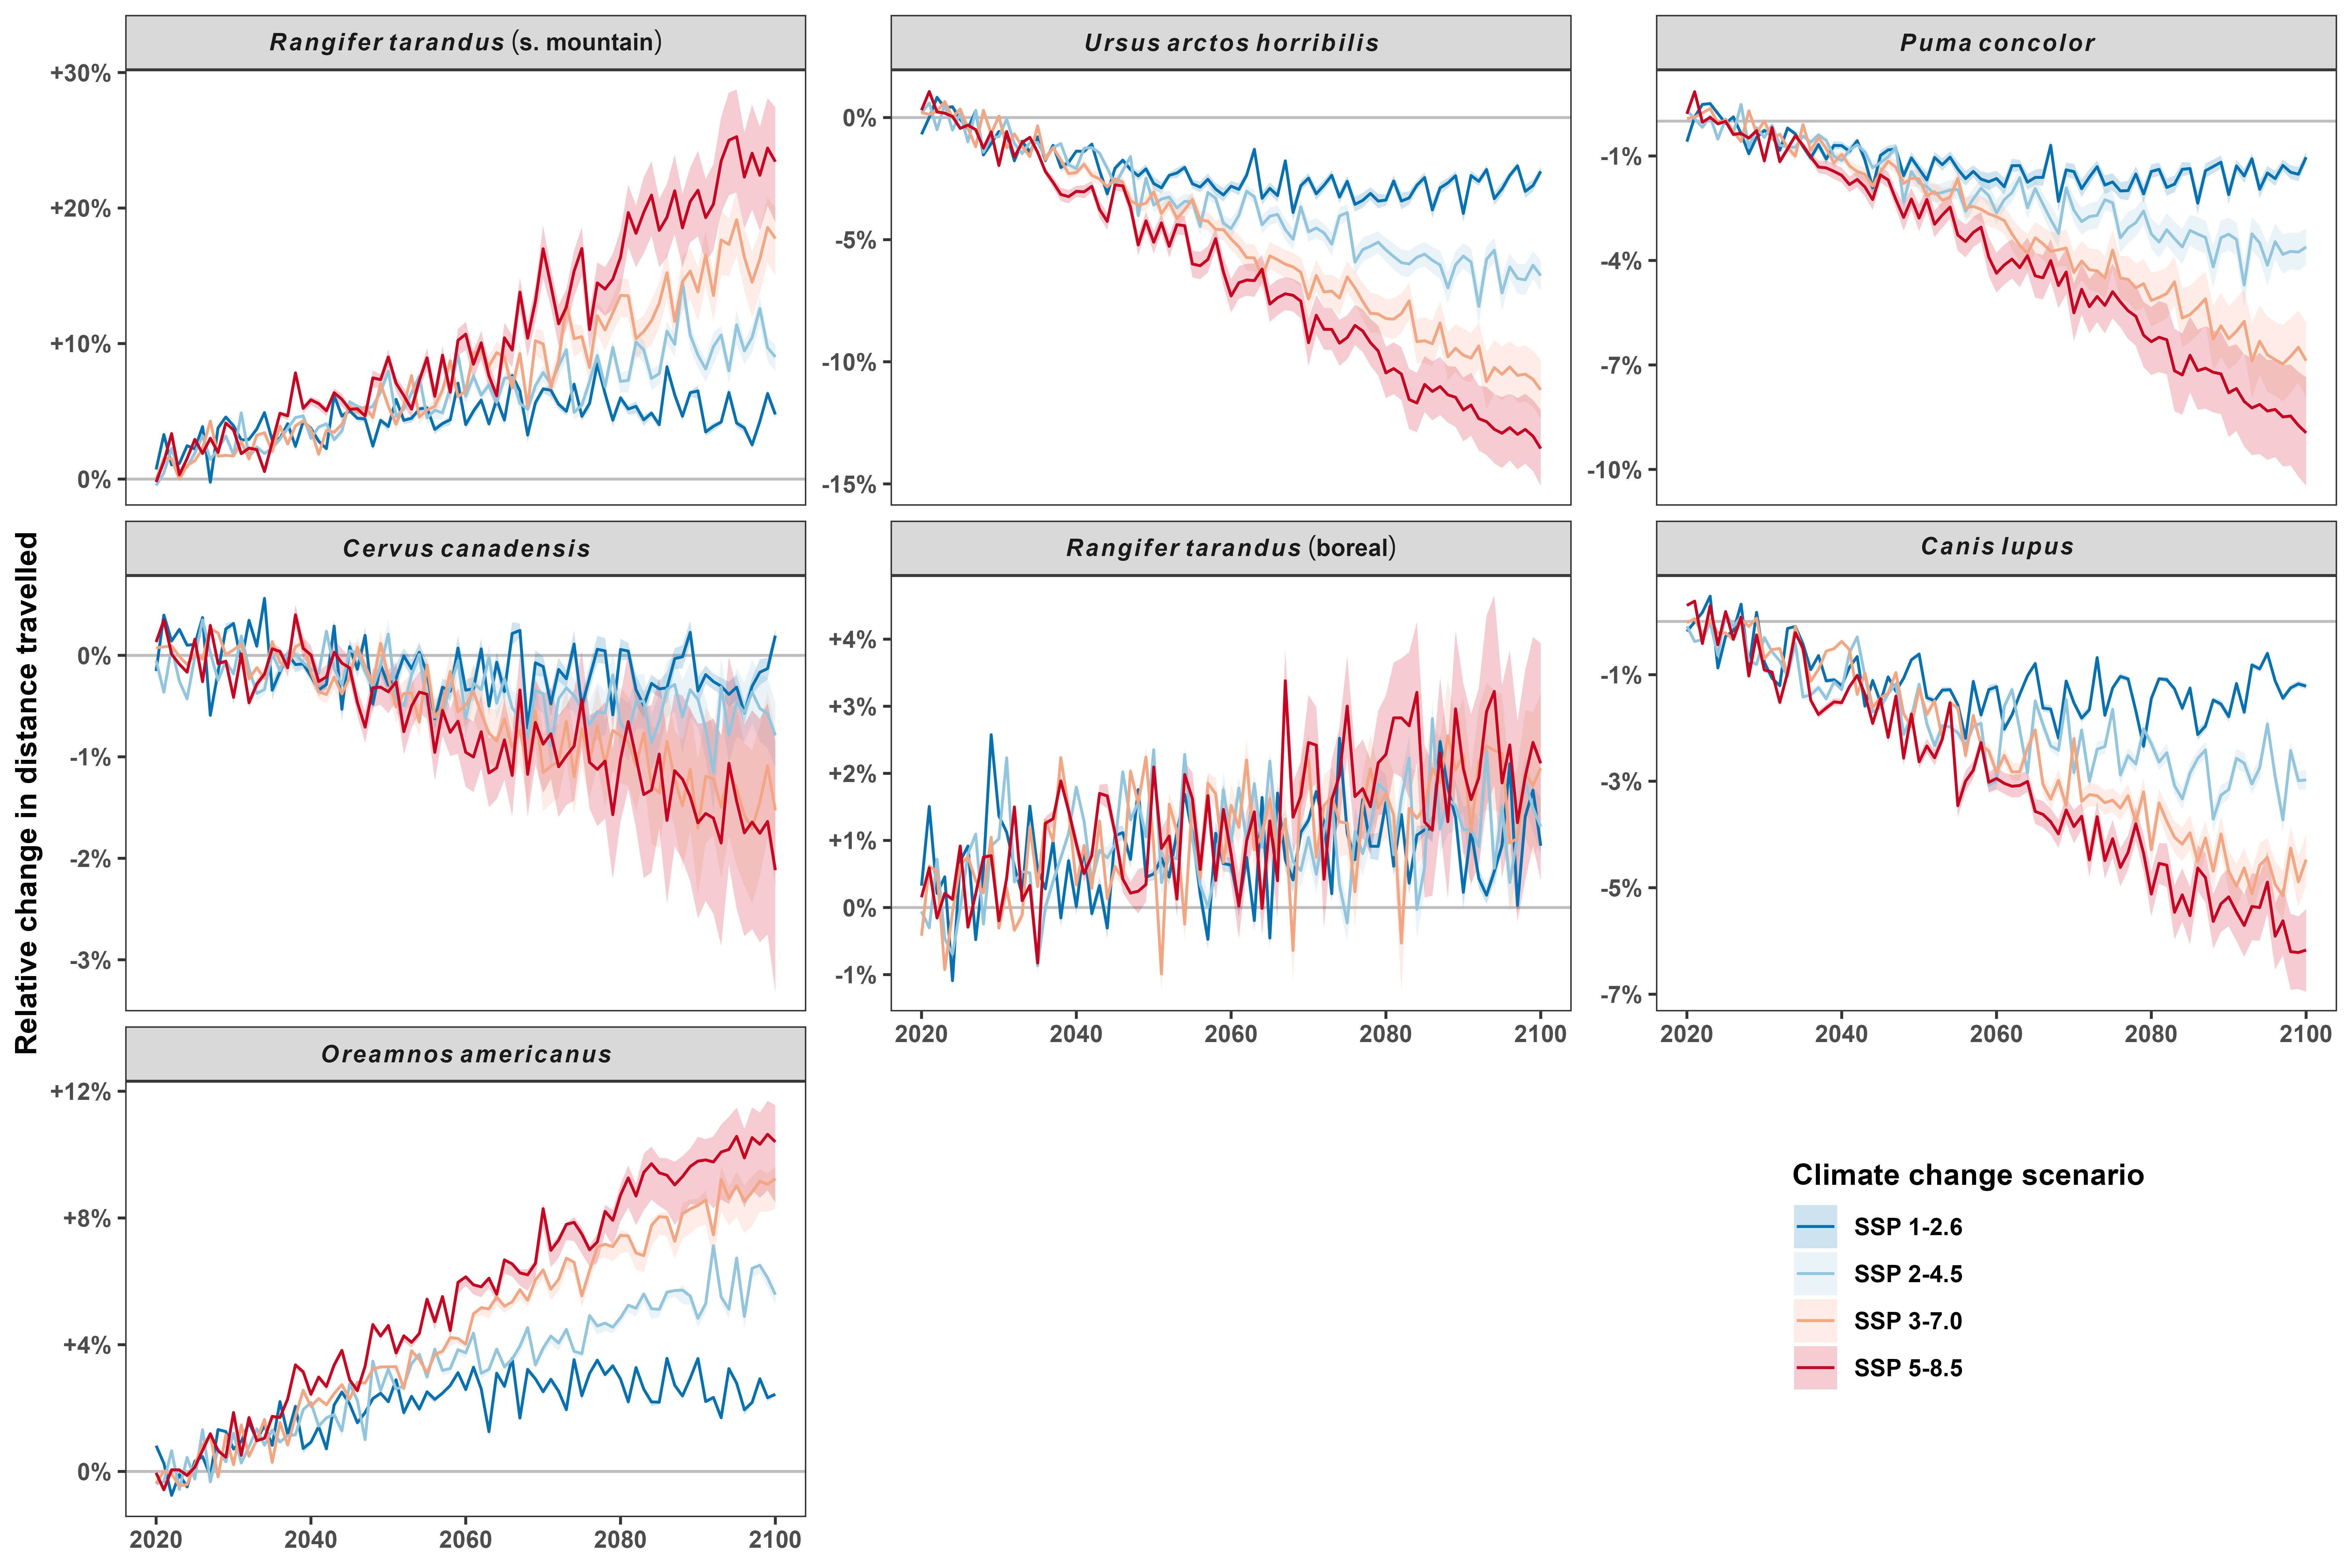 Relative change in distance travelled
Rangifer tarandus (s. mountain)
+30%
+20%
+10%
0%
Ursus arctos horribilis
0%
-5%
-10%
-15%
Puma concolor
-1%
-4%
-7%
-10%
Cervus canadensis
0%
-1%
-2%
-3%
Rangifer tarandus (boreal)
+4%
+3%
+2%
+1%
0%
-1%
2020 2040 2060 2080 2100
Canis lupus
-1%
-3%
-5%
-7%
2020 2040 2060 2080 2100
Oreamnos americanus
+12%
+8%
+4%
0%
2020 2040 2060 2080 2100
Climate change scenario
SSP 1-2.6
SSP 2-4.5
SSP 3-7.0
SSP 5-8.5